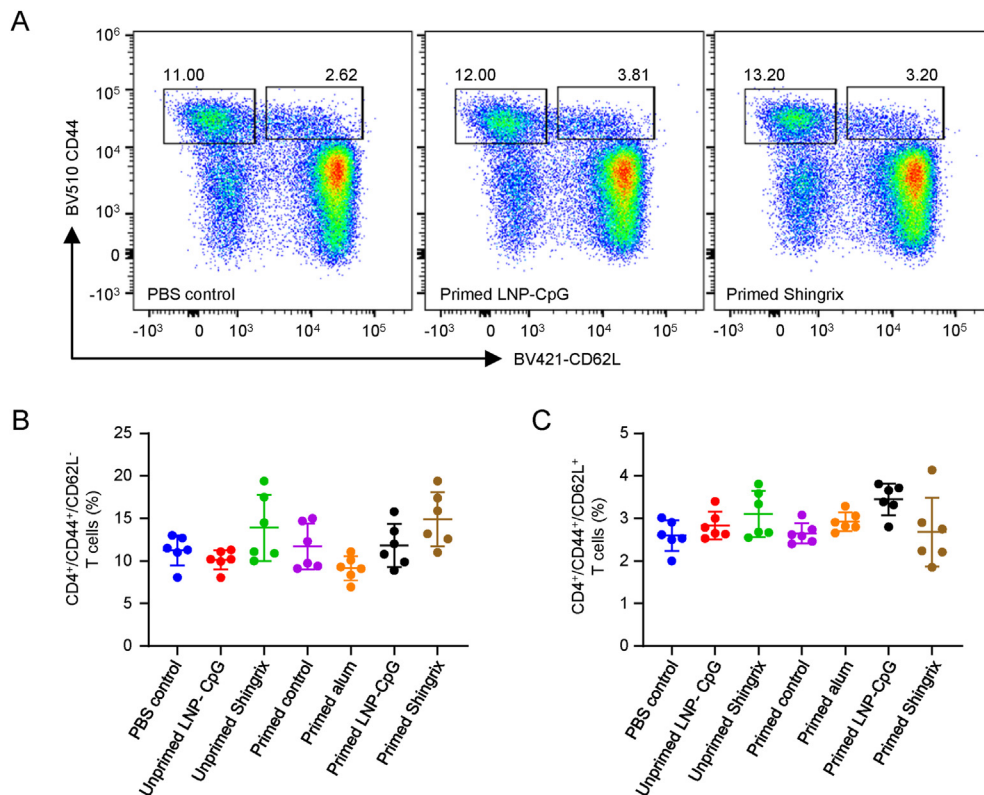 A
BV510 CD44
10⁶
10⁵
10⁴
10³
0
-10³
11.00 2.62
12.00 3.81
13.20 3.20
PBS control
Primed LNP-CpG
Primed Shingrix
-10³ 0 10³ 10⁴ 10⁵
-10³ 0 10³ 10⁴ 10⁵
-10³ 0 10³ 10⁴ 10⁵
BV421-CD62L
B
CD4⁺/CD44⁺/CD62L⁻
T cells (%)
25
20
15
10
5
0
PBS control
Unprimed LNP- CpG
Unprimed Shingrix
Primed control
Primed alum
Primed LNP-CpG
Primed Shingrix
C
CD4⁺/CD44⁺/CD62L⁺
T cells (%)
5
4
3
2
1
0
PBS control
Unprimed LNP- CpG
Unprimed Shingrix
Primed control
Primed alum
Primed LNP-CpG
Primed Shingrix